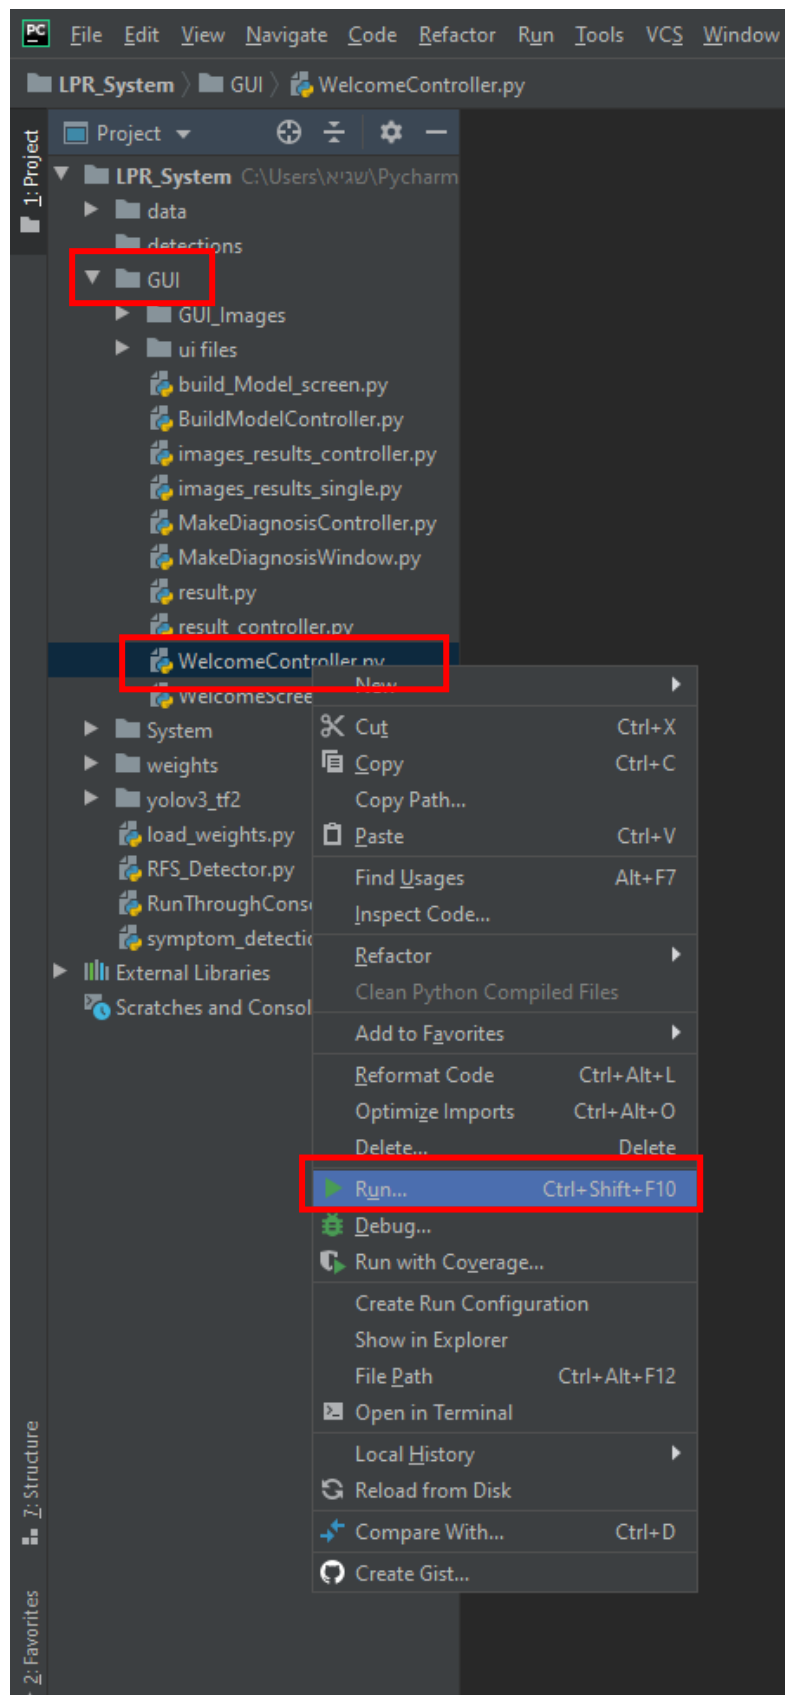 PC File Edit View Navigate Code Refactor Run Tools VCS Window
LPR_System GUI WelcomeController.py
1: Project
Project
LPR_System C:\Users\שגיא\Pycharm
data
detections
GUI
GUI_Images
ui files
build_Model_screen.py
BuildModelController.py
images_results_controller.py
images_results_single.py
MakeDiagnosisController.py
MakeDiagnosisWindow.py
result.py
result_controller.py
WelcomeController.py
WelcomeScree
System
weights
yolov3_tf2
load_weights.py
RFS_Detector.py
RunThroughConso
symptom_detectio
External Libraries
Scratches and Consol
New
Cut Ctrl+X
Copy Ctrl+C
Copy Path...
Paste Ctrl+V
Find Usages Alt+F7
Inspect Code...
Refactor
Clean Python Compiled Files
Add to Favorites
Reformat Code Ctrl+Alt+L
Optimize Imports Ctrl+Alt+O
Delete... Delete
Run... Ctrl+Shift+F10
Debug...
Run with Coverage...
Create Run Configuration
Show in Explorer
File Path Ctrl+Alt+F12
Open in Terminal
Local History
Reload from Disk
Compare With... Ctrl+D
Create Gist...
7: Structure
2: Favorites